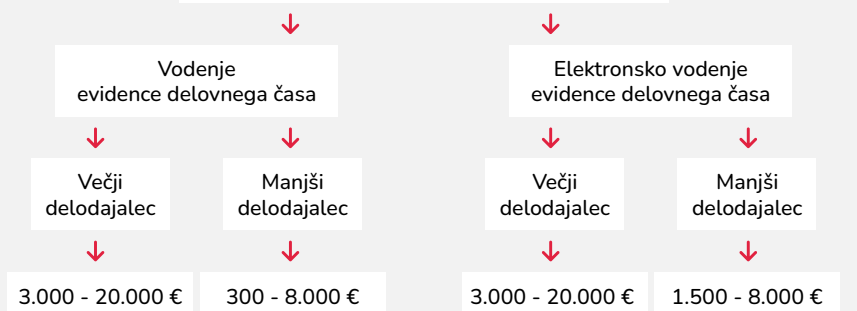 Vodenje
evidence delovnega časa
Elektronsko vodenje
evidence delovnega časa
Večji
delodajalec
Manjši
delodajalec
Večji
delodajalec
Manjši
delodajalec
3.000 - 20.000 €
300 - 8.000 €
3.000 - 20.000 €
1.500 - 8.000 €